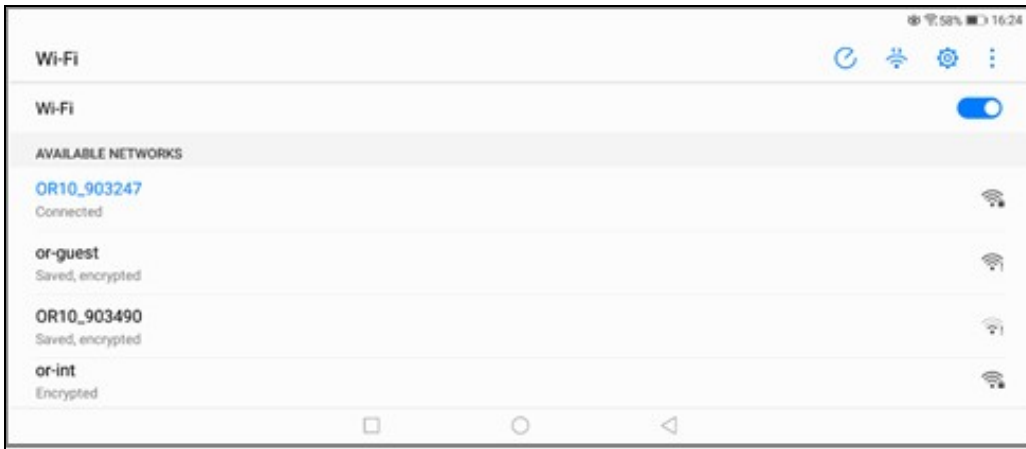 58% 16:24
Wi-Fi
Wi-Fi
AVAILABLE NETWORKS
OR10_903247
Connected
or-guest
Saved, encrypted
OR10_903490
Saved, encrypted
or-int
Encrypted